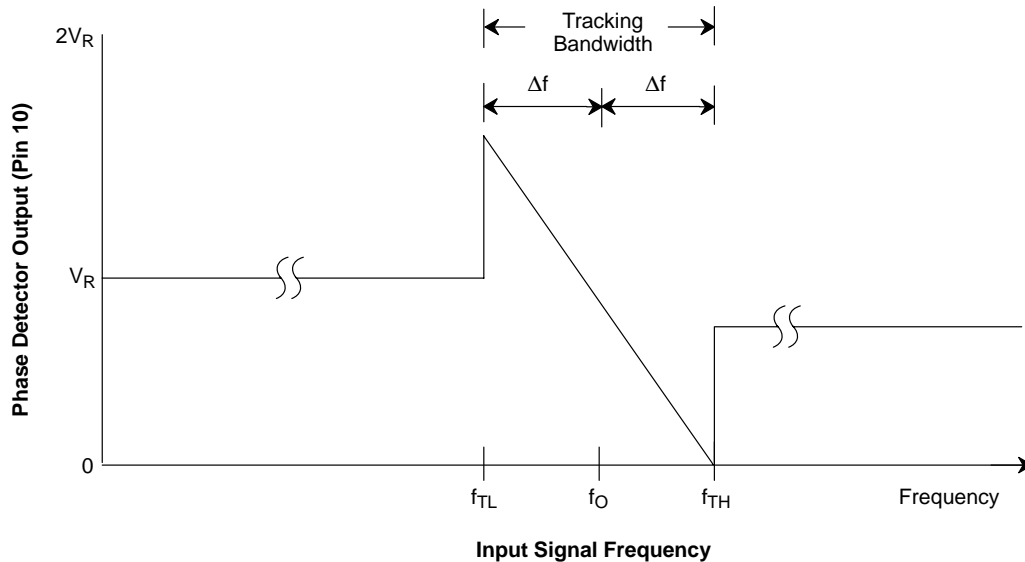 Tracking
Bandwidth
2V_R
Δf Δf
Phase Detector Output (Pin 10)
V_R
0
f_TL f_O f_TH Frequency
Input Signal Frequency